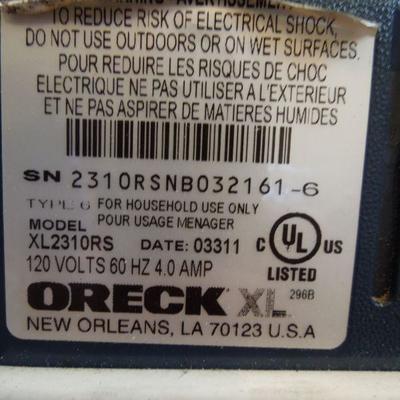 TO REDUCE RISK OF ELECTRICAL SHOCK,
DO NOT USE OUTDOORS OR ON WET SURFACES.
POUR REDUIRE LES RISQUES DE CHOC
ELECTRIQUE NE PAS UTILISER A L'EXTERIEUR
ET NE PAS ASPIRER DE MATIERES HUMIDES
SN 2310RSNB032161-6
TYPE 6 FOR HOUSEHOLD USE ONLY
POUR USAGE MENAGER
MODEL
XL2310RS DATE: 03311
120 VOLTS 60 HZ 4.0 AMP
C UL US
LISTED
296B
ORECK XL
NEW ORLEANS, LA 70123 U.S.A